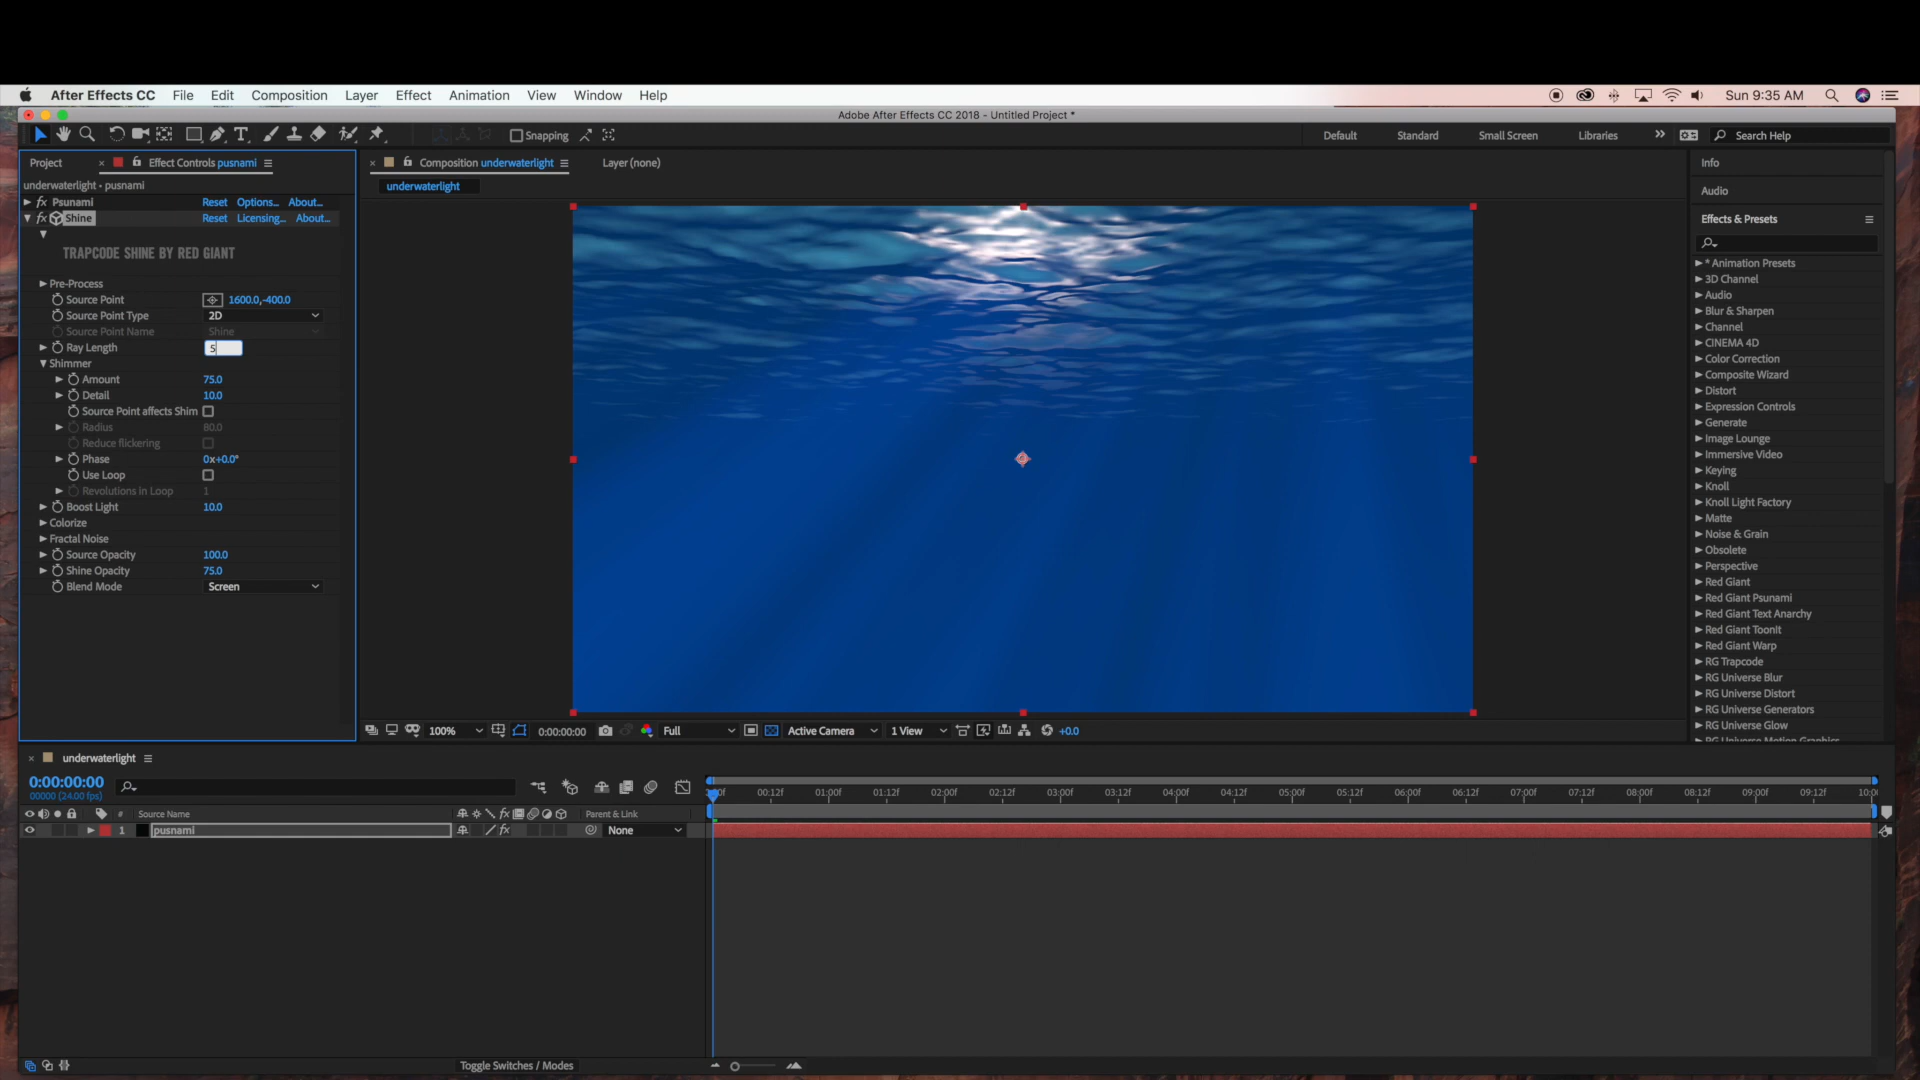 After Effects CC File Edit Composition Layer Effect Animation View Window Help Sun 9:35 AM
Adobe After Effects CC 2018 - Untitled Project *
Snapping Default Standard Small Screen Libraries Search Help
Project Effect Controls pusnami Composition underwaterlight Layer (none) Info
underwaterlight • pusnami underwaterlight
Audio
fx Psunami Reset Options... About...
fx Shine Reset Licensing... About...
Effects & Presets
TRAPCODE SHINE BY RED GIANT
Pre-Process
Source Point 1600.0,-400.0
Source Point Type 2D
Source Point Name Shine
Ray Length 5
Shimmer
Amount 75.0
Detail 10.0
Source Point affects Shim
Radius 80.0
Reduce flickering
Phase 0x+0.0°
Use Loop
Revolutions in Loop 1
Boost Light 10.0
Colorize
Fractal Noise
Source Opacity 100.0
Shine Opacity 75.0
Blend Mode Screen
* Animation Presets
3D Channel
Audio
Blur & Sharpen
Channel
CINEMA 4D
Color Correction
Composite Wizard
Distort
Expression Controls
Generate
Image Lounge
Immersive Video
Keying
Knoll
Knoll Light Factory
Matte
Noise & Grain
Obsolete
Perspective
Red Giant
Red Giant Psunami
Red Giant Text Anarchy
Red Giant ToonIt
Red Giant Warp
RG Trapcode
RG Universe Blur
RG Universe Distort
RG Universe Generators
RG Universe Glow
RG Universe Motion Graphics
100% 0:00:00:00 Full Active Camera 1 View +0.0
underwaterlight
0:00:00:00
00000 (24.00 fps)
00:12f 01:00f 01:12f 02:00f 02:12f 03:00f 03:12f 04:00f 04:12f 05:00f 05:12f 06:00f 06:12f 07:00f 07:12f 08:00f 08:12f 09:00f 09:12f
# Source Name fx Parent & Link
1 pusnami fx None
Toggle Switches / Modes